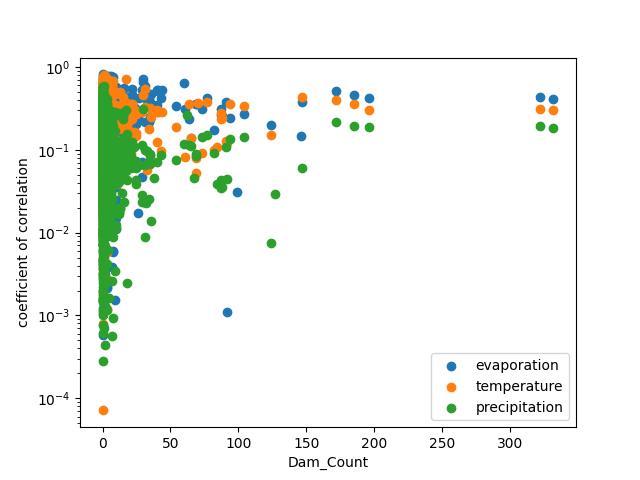 10⁰
10⁻¹
10⁻²
10⁻³
10⁻⁴
coefficient of correlation
evaporation
temperature
precipitation
0 50 100 150 200 250 300
Dam_Count